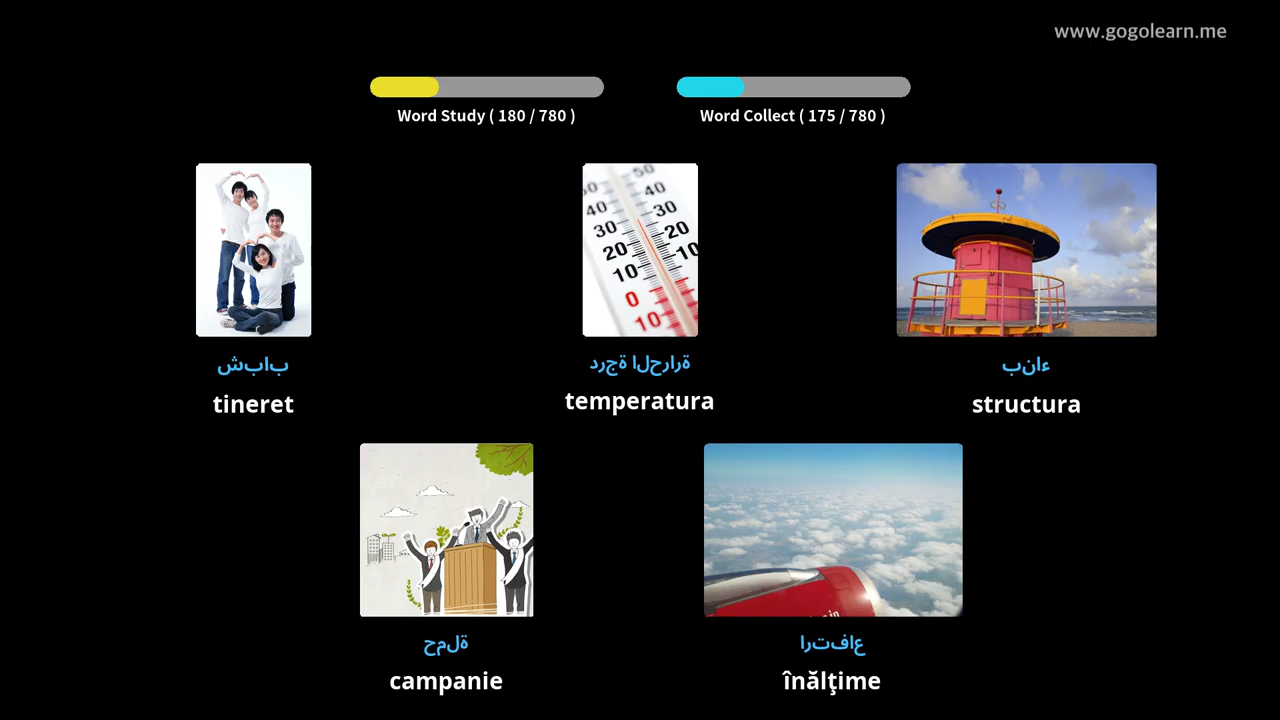 www.gogolearn.me
Word Study ( 180 / 780 )
Word Collect ( 175 / 780 )
شباب
tineret
درجة الحرارة
temperatura
بناء
structura
حملة
campanie
ارتفاع
înălţime